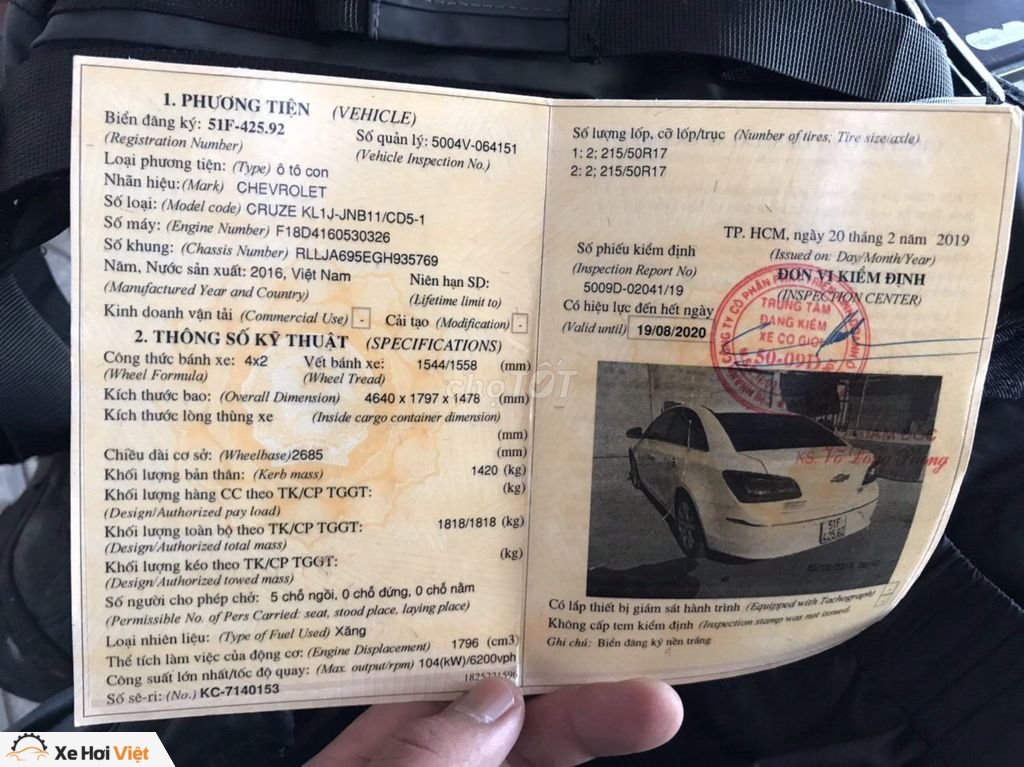 1. PHƯƠNG TIỆN (VEHICLE)
Biển đăng ký: 51F-425.92
(Registration Number)
Số quản lý: 5004V-064151
(Vehicle Inspection No.)
Loại phương tiện: (Type) ô tô con
Nhãn hiệu: (Mark) CHEVROLET
Số loại: (Model code) CRUZE KL1J-JNB11/CD5-1
Số máy: (Engine Number) F18D4160530326
Số khung: (Chassis Number) RLLJA695EGH935769
Năm, Nước sản xuất: 2016, Việt Nam
(Manufactured Year and Country)
Niên hạn SD:
(Lifetime limit to)
Kinh doanh vận tải (Commercial Use) - Cải tạo (Modification) -
2. THÔNG SỐ KỸ THUẬT (SPECIFICATIONS)
Công thức bánh xe: 4x2 Vết bánh xe: 1544/1558 (mm)
(Wheel Formula) (Wheel Tread)
Kích thước bao: (Overall Dimension) 4640 x 1797 x 1478 (mm)
Kích thước lòng thùng xe (Inside cargo container dimension)
(mm)
Chiều dài cơ sở: (Wheelbase) 2685 (mm)
Khối lượng bản thân: (Kerb mass) 1420 (kg)
Khối lượng hàng CC theo TK/CP TGGT: (kg)
(Design/Authorized pay load)
Khối lượng toàn bộ theo TK/CP TGGT: 1818/1818 (kg)
(Design/Authorized total mass)
Khối lượng kéo theo TK/CP TGGT: (kg)
(Design/Authorized towed mass)
Số người cho phép chở: 5 chỗ ngồi, 0 chỗ đứng, 0 chỗ nằm
(Permissible No. of Pers Carried: seat, stood place, laying place)
Loại nhiên liệu: (Type of Fuel Used) Xăng
Thể tích làm việc của động cơ: (Engine Displacement) 1796 (cm3)
Công suất lớn nhất/tốc độ quay: (Max. output/rpm) 104(kW)/6200vph
Số sê-ri: (No.) KC-7140153
Số lượng lốp, cỡ lốp/trục (Number of tires; Tire size/axle)
1: 2; 215/50R17
2: 2; 215/50R17
TP. HCM, ngày 20 tháng 2 năm 2019
(Issued on: Day/Month/Year)
Số phiếu kiểm định
(Inspection Report No)
5009D-02041/19
ĐƠN VỊ KIỂM ĐỊNH
(INSPECTION CENTER)
Có hiệu lực đến hết ngày
(Valid until) 19/08/2020
TRUNG TÂM
ĐĂNG KIỂM
XE CƠ GIỚI
chợTỐT
51F
Có lắp thiết bị giám sát hành trình (Equipped with Tachograph) -
Không cấp tem kiểm định (Inspection stamp was not issued)
Ghi chú: Biển đăng ký nền trắng
Xe Hơi Việt